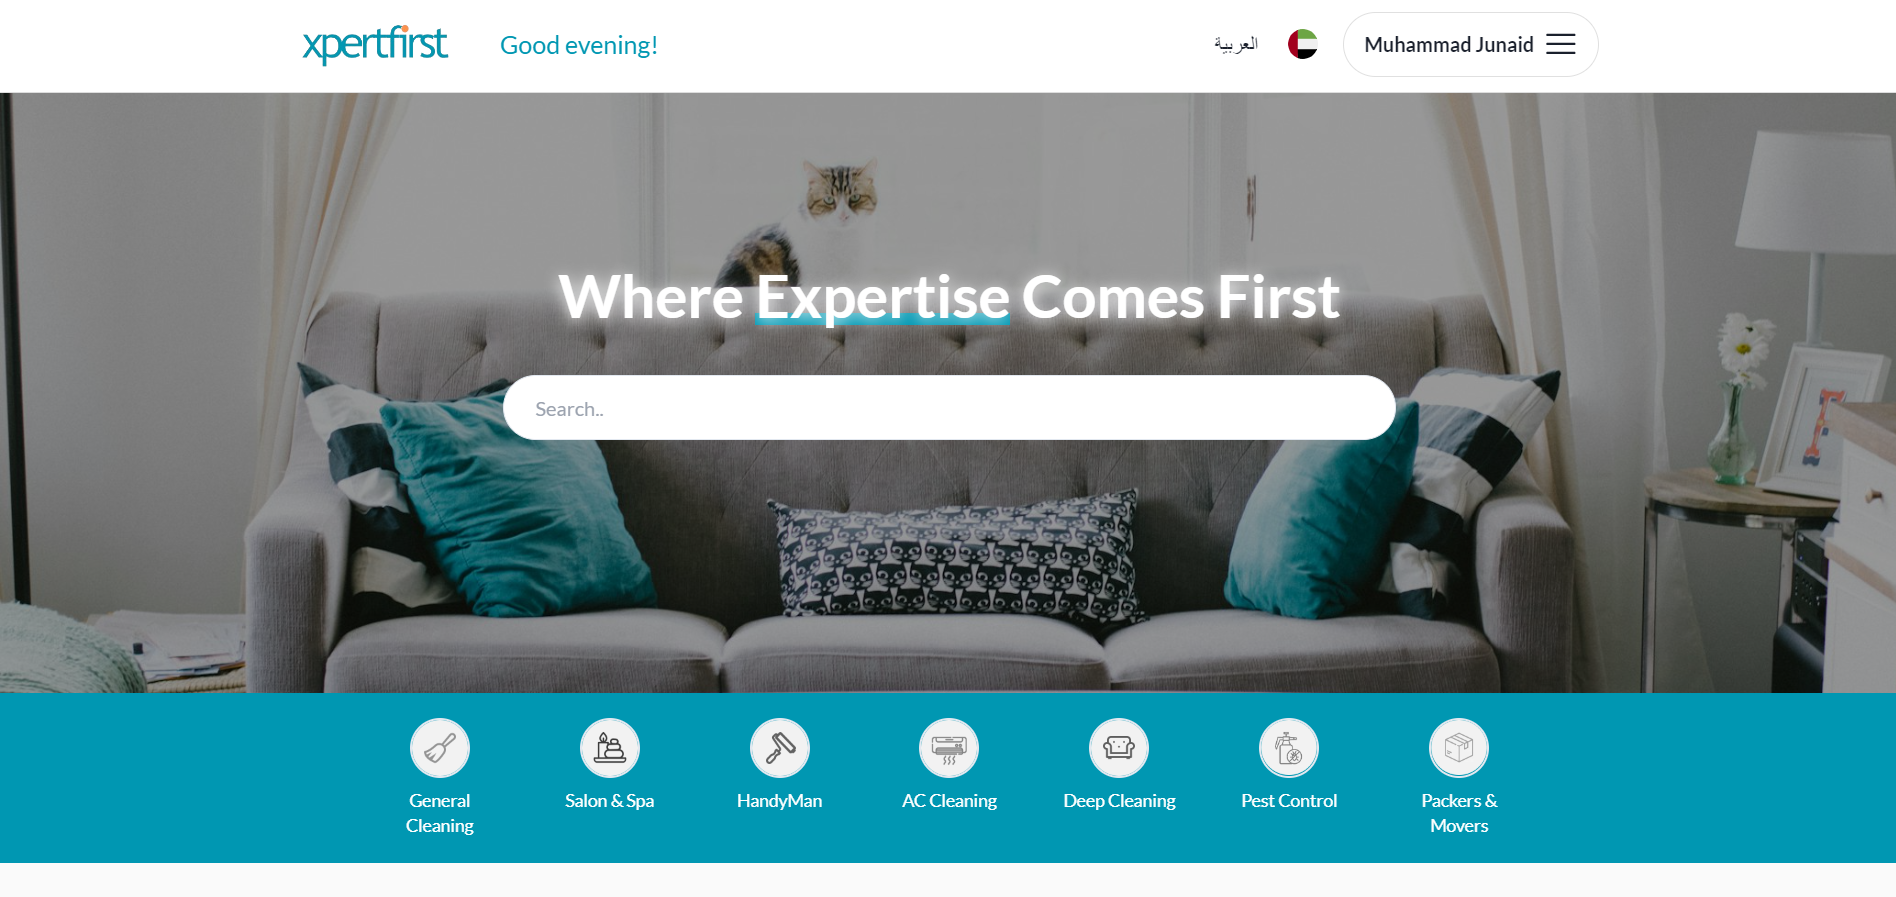 xpertfirst
Good evening!
العربية
Muhammad Junaid
Where Expertise Comes First
Search..
General
Cleaning
Salon & Spa
HandyMan
AC Cleaning
Deep Cleaning
Pest Control
Packers &
Movers